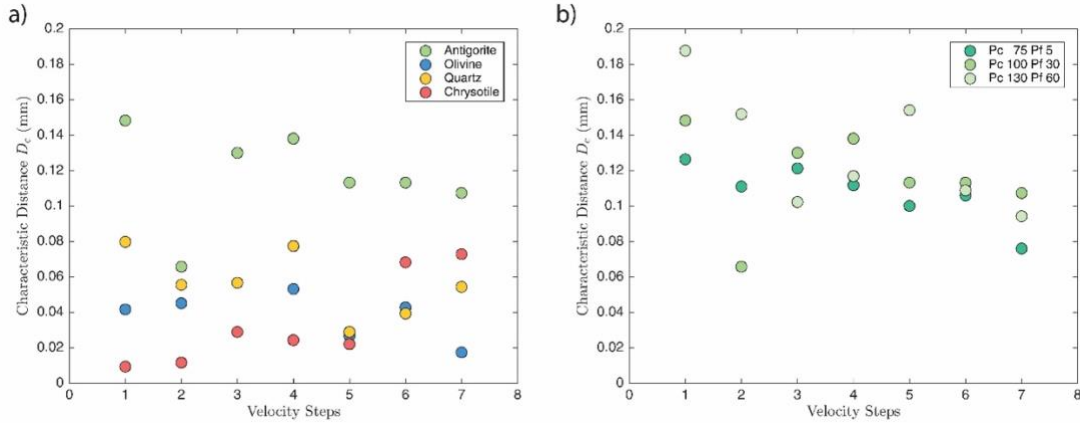 a)
0.2
0.18
0.16
0.14
0.12
0.1
0.08
0.06
0.04
0.02
0
Characteristic Distance D_c (mm)
Antigorite
Olivine
Quartz
Chrysotile
0 1 2 3 4 5 6 7 8
Velocity Steps
b)
0.2
0.18
0.16
0.14
0.12
0.1
0.08
0.06
0.04
0.02
0
Characteristic Distance D_c (mm)
Pc 75 Pf 5
Pc 100 Pf 30
Pc 130 Pf 60
0 1 2 3 4 5 6 7 8
Velocity Steps